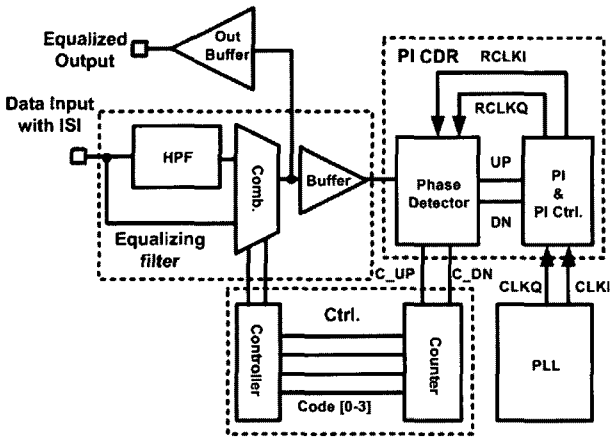 Equalized
Output
Out
Buffer
PI CDR
RCLKI
RCLKQ
Data Input
with ISI
HPF
Comb.
Buffer
Phase
Detector
UP
DN
PI
&
PI Ctrl.
Equalizing
filter
C_UP
C_DN
CLKQ
CLKI
Controller
Ctrl.
Code [0-3]
Counter
PLL